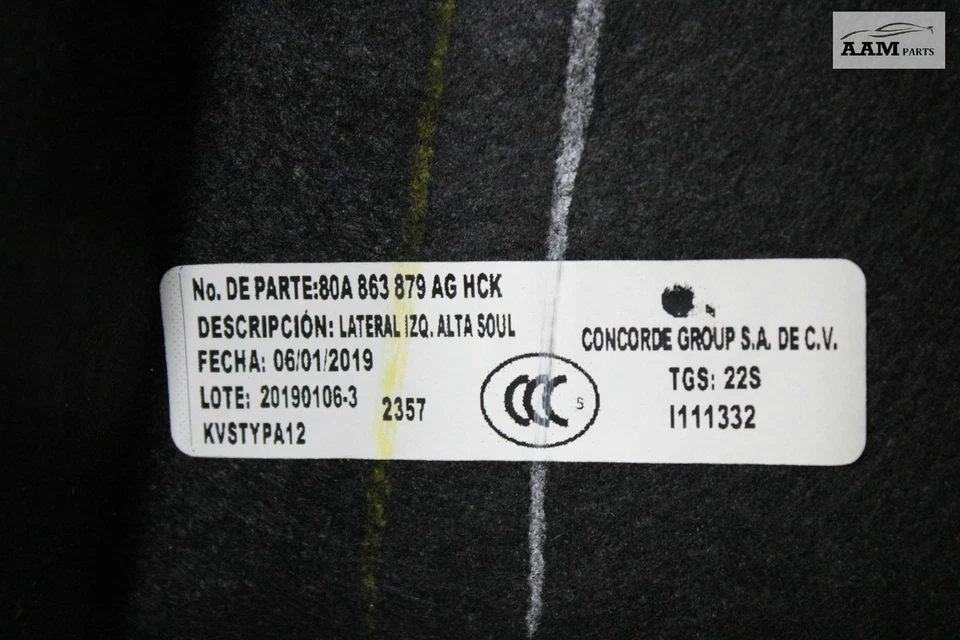 AAM PARTS
No. DE PARTE:80A 863 879 AG HCK
DESCRIPCIÓN: LATERAL IZQ. ALTA SOUL
FECHA: 06/01/2019
LOTE: 20190106-3
2357
KVSTYPA12
CCC S
CONCORDE GROUP S.A. DE C.V.
TGS: 22S
I111332